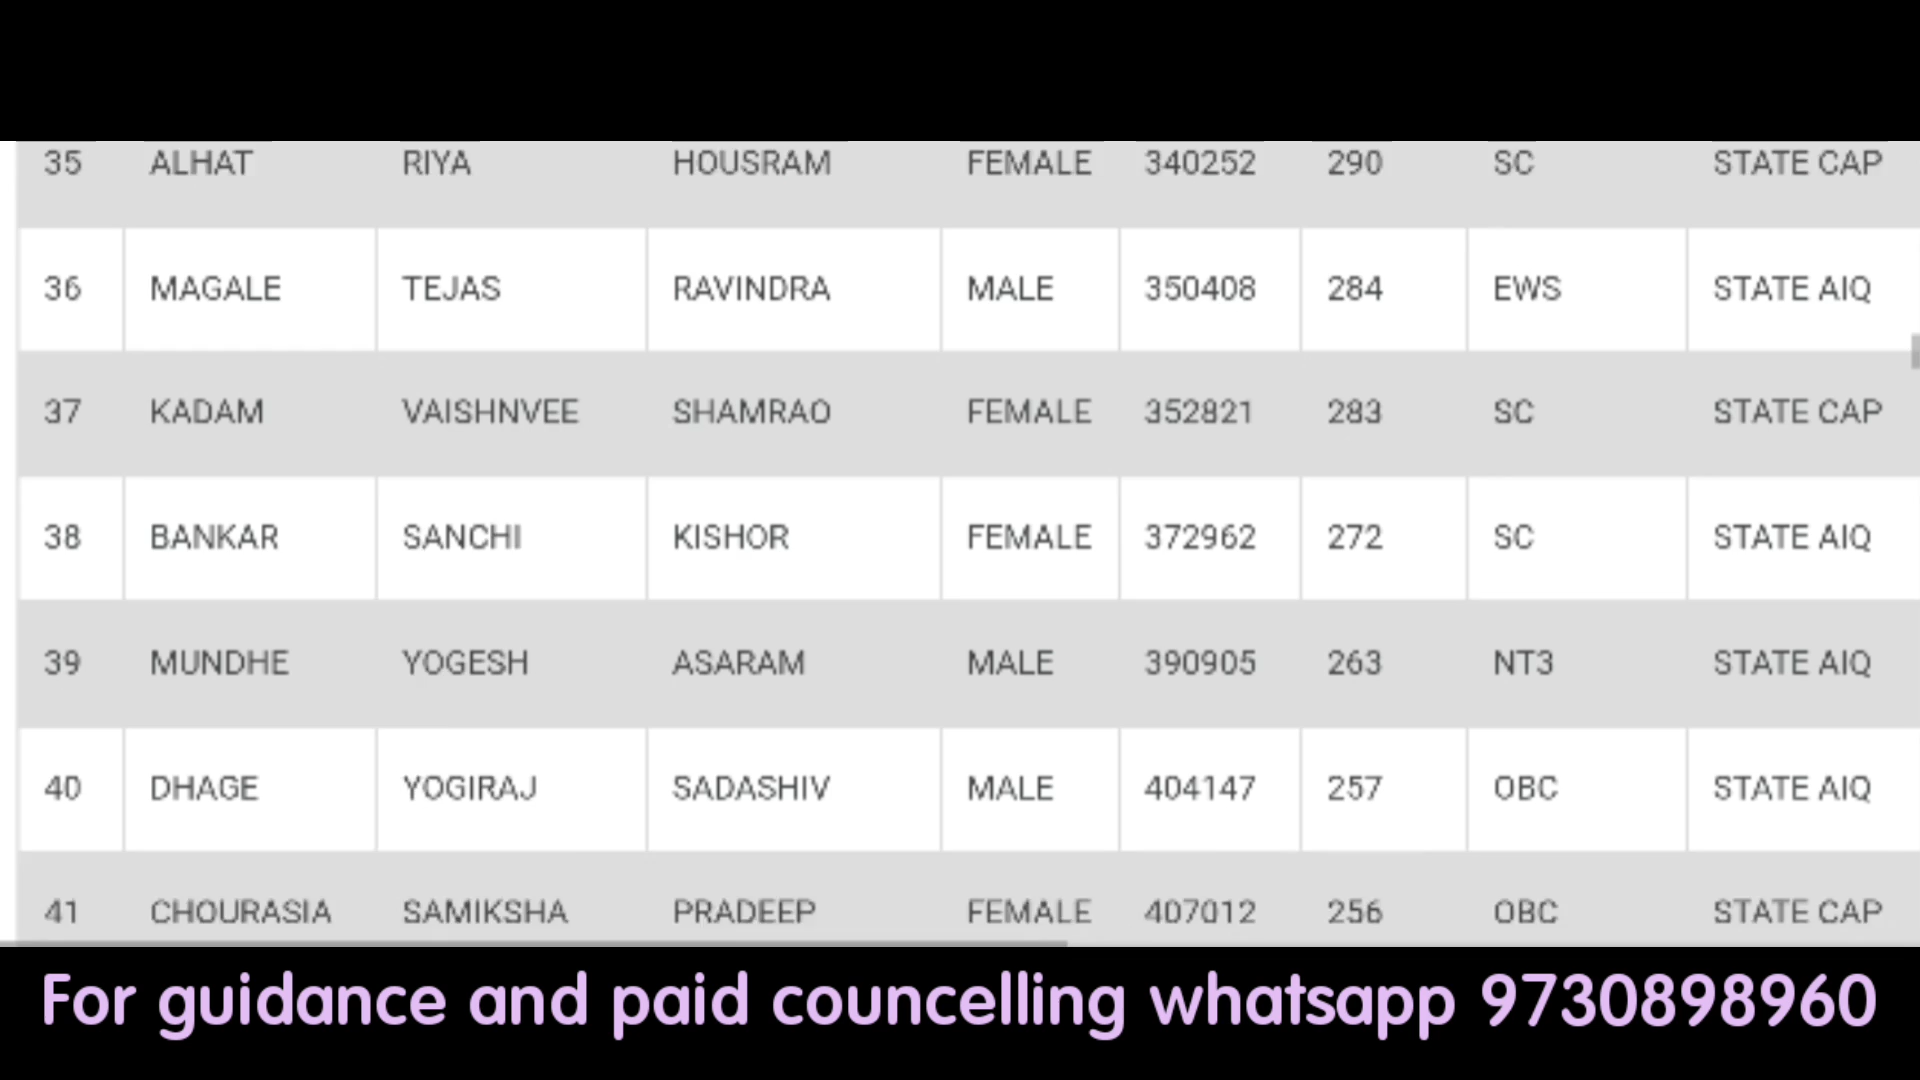 35 ALHAT RIYA HOUSRAM FEMALE 340252 290 SC STATE CAP
36 MAGALE TEJAS RAVINDRA MALE 350408 284 EWS STATE AIQ
37 KADAM VAISHNVEE SHAMRAO FEMALE 352821 283 SC STATE CAP
38 BANKAR SANCHI KISHOR FEMALE 372962 272 SC STATE AIQ
39 MUNDHE YOGESH ASARAM MALE 390905 263 NT3 STATE AIQ
40 DHAGE YOGIRAJ SADASHIV MALE 404147 257 OBC STATE AIQ
41 CHOURASIA SAMIKSHA PRADEEP FEMALE 407012 256 OBC STATE CAP
For guidance and paid councelling whatsapp 9730898960